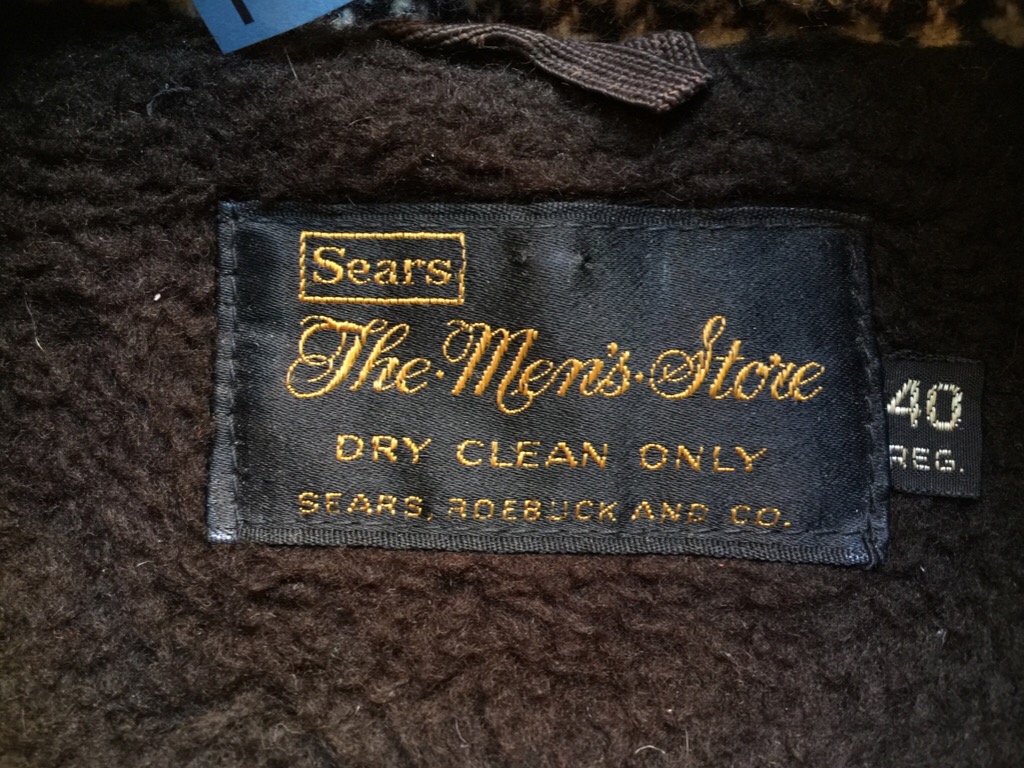 Sears
The·Men's·Store
DRY CLEAN ONLY
SEARS, ROEBUCK AND CO.
40
REG.